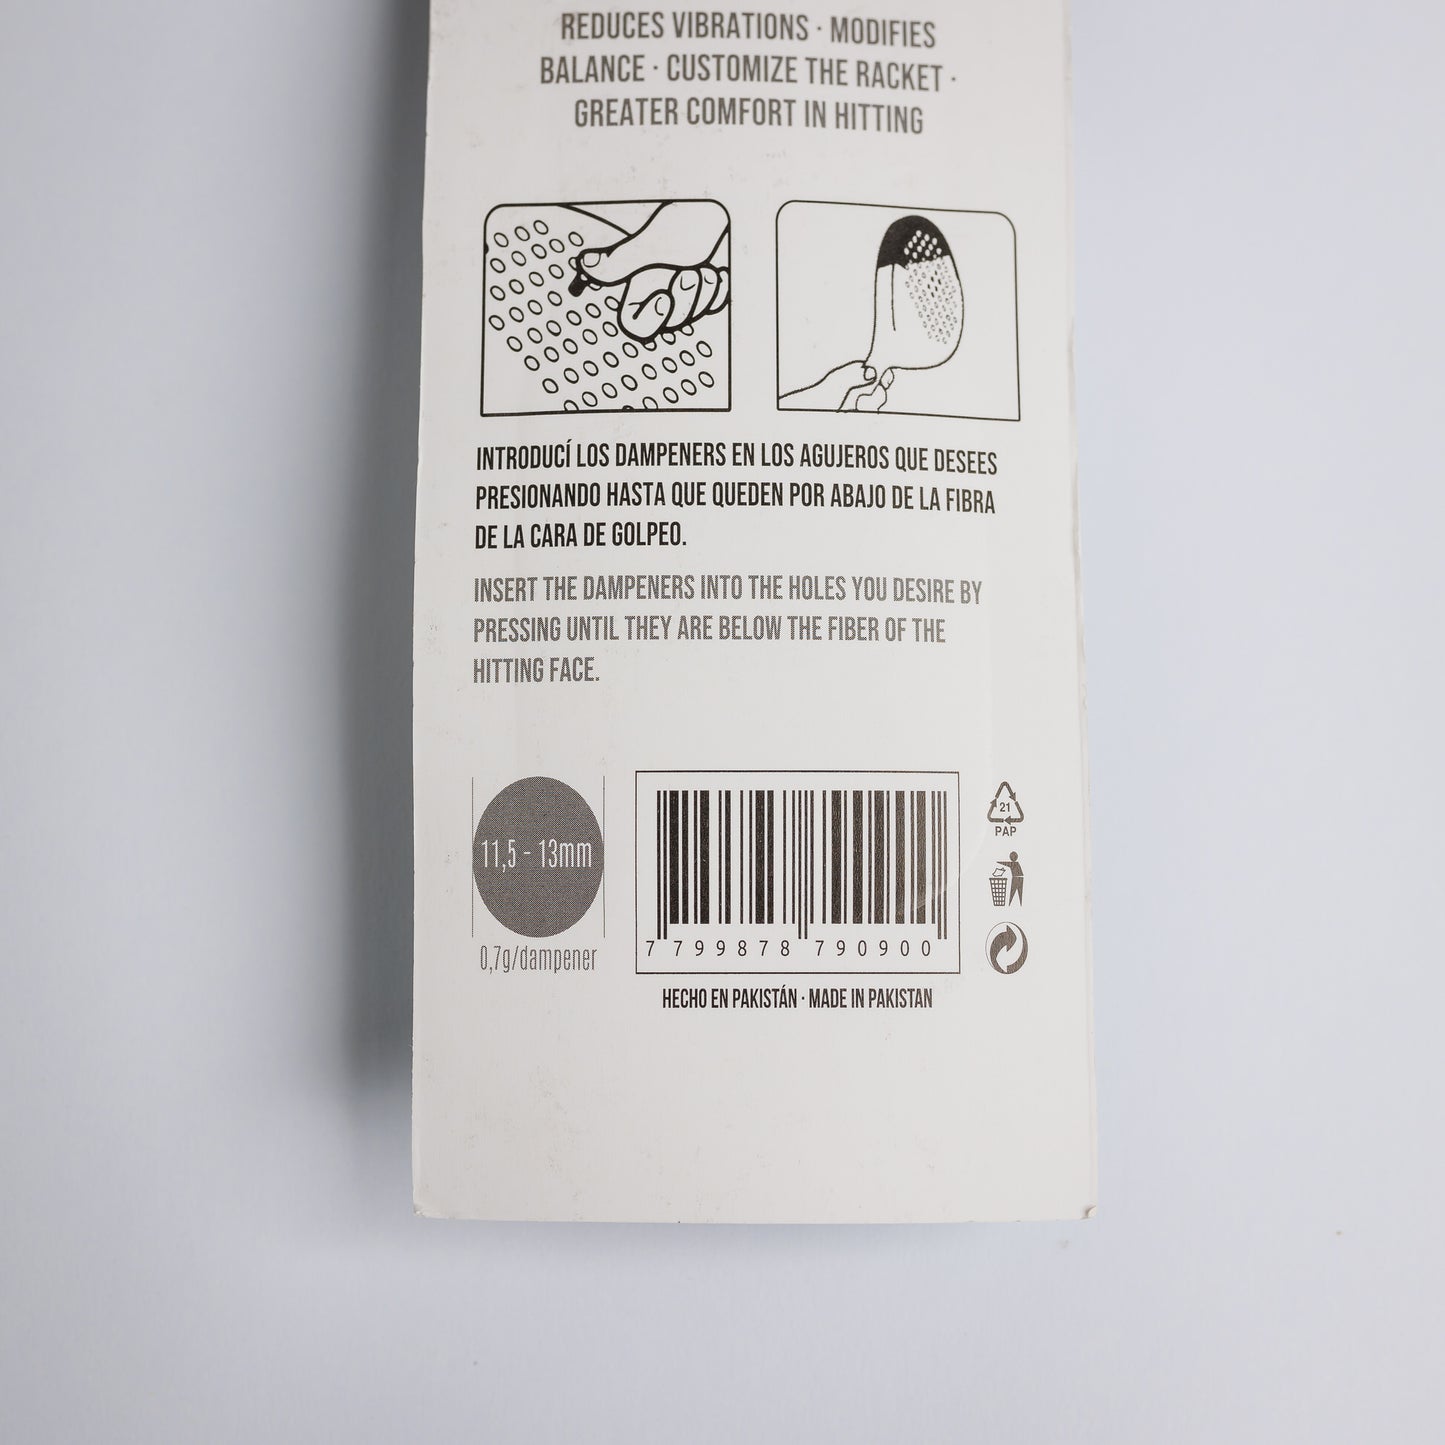 REDUCES VIBRATIONS · MODIFIES
BALANCE · CUSTOMIZE THE RACKET ·
GREATER COMFORT IN HITTING
INTRODUCÍ LOS DAMPENERS EN LOS AGUJEROS QUE DESEES
PRESIONANDO HASTA QUE QUEDEN POR ABAJO DE LA FIBRA
DE LA CARA DE GOLPEO.
INSERT THE DAMPENERS INTO THE HOLES YOU DESIRE BY
PRESSING UNTIL THEY ARE BELOW THE FIBER OF THE
HITTING FACE.
11,5 - 13mm
0,7g/dampener
7 799878 790900
HECHO EN PAKISTÁN · MADE IN PAKISTAN
21
PAP